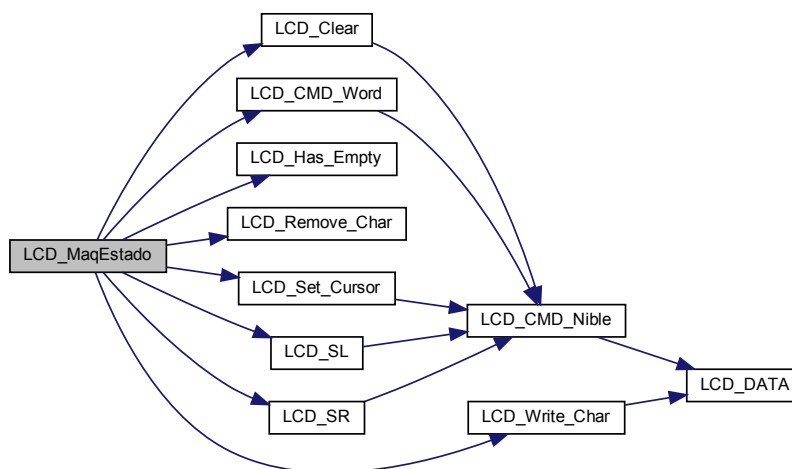 LCD_Clear
LCD_CMD_Word
LCD_Has_Empty
LCD_Remove_Char
LCD_MaqEstado
LCD_Set_Cursor
LCD_CMD_Nible
LCD_SL
LCD_DATA
LCD_SR
LCD_Write_Char